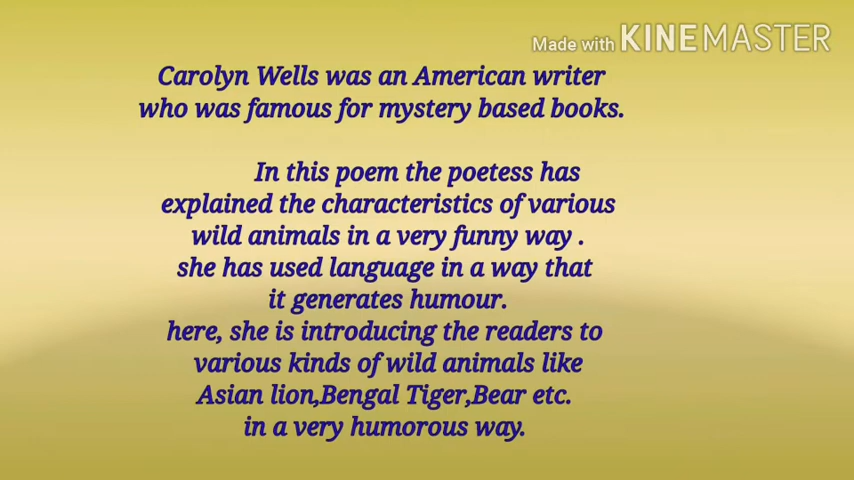 Made with KINEMASTER
Carolyn Wells was an American writer
who was famous for mystery based books.
In this poem the poetess has
explained the characteristics of various
wild animals in a very funny way .
she has used language in a way that
it generates humour.
here, she is introducing the readers to
various kinds of wild animals like
Asian lion,Bengal Tiger,Bear etc.
in a very humorous way.